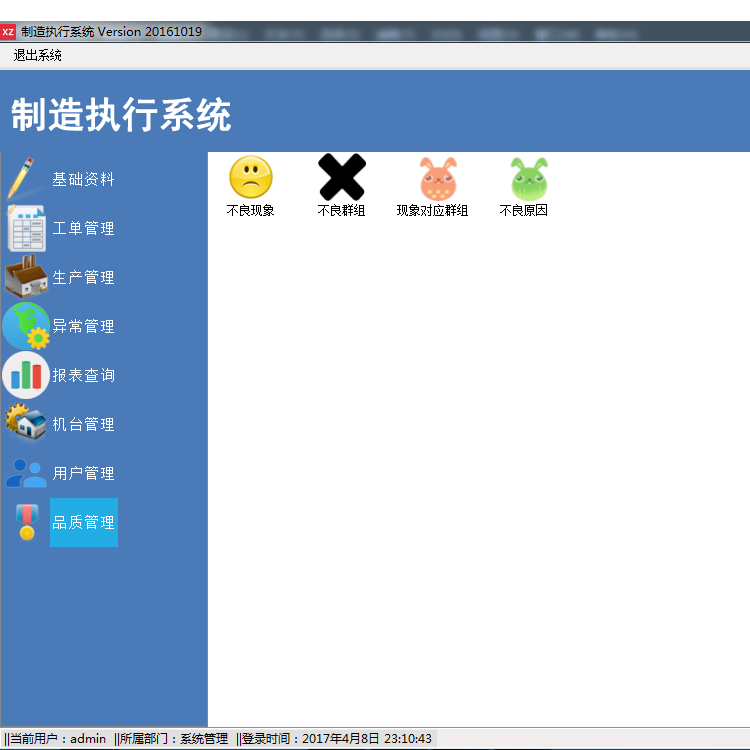 XZ 制造执行系统 Version 20161019
退出系统
制造执行系统
基础资料
工单管理
生产管理
异常管理
报表查询
机台管理
用户管理
品质管理
不良现象 不良群组 现象对应群组 不良原因
||当前用户：admin ||所属部门：系统管理 ||登录时间：2017年4月8日 23:10:43